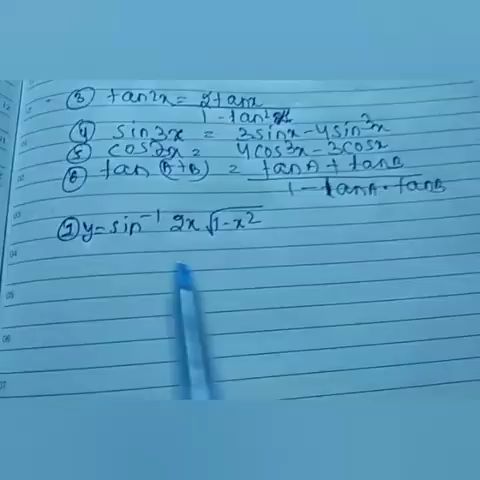 ③ tan2x = 2tanx / 1 - tan²x
④ sin3x = 3sinx - 4sin³x
⑤ cos3x = 4cos³x - 3cosx
⑥ tan (A+B) = tanA + tanB / 1 - tanA . tanB
① y = sin⁻¹ 2x √1-x²